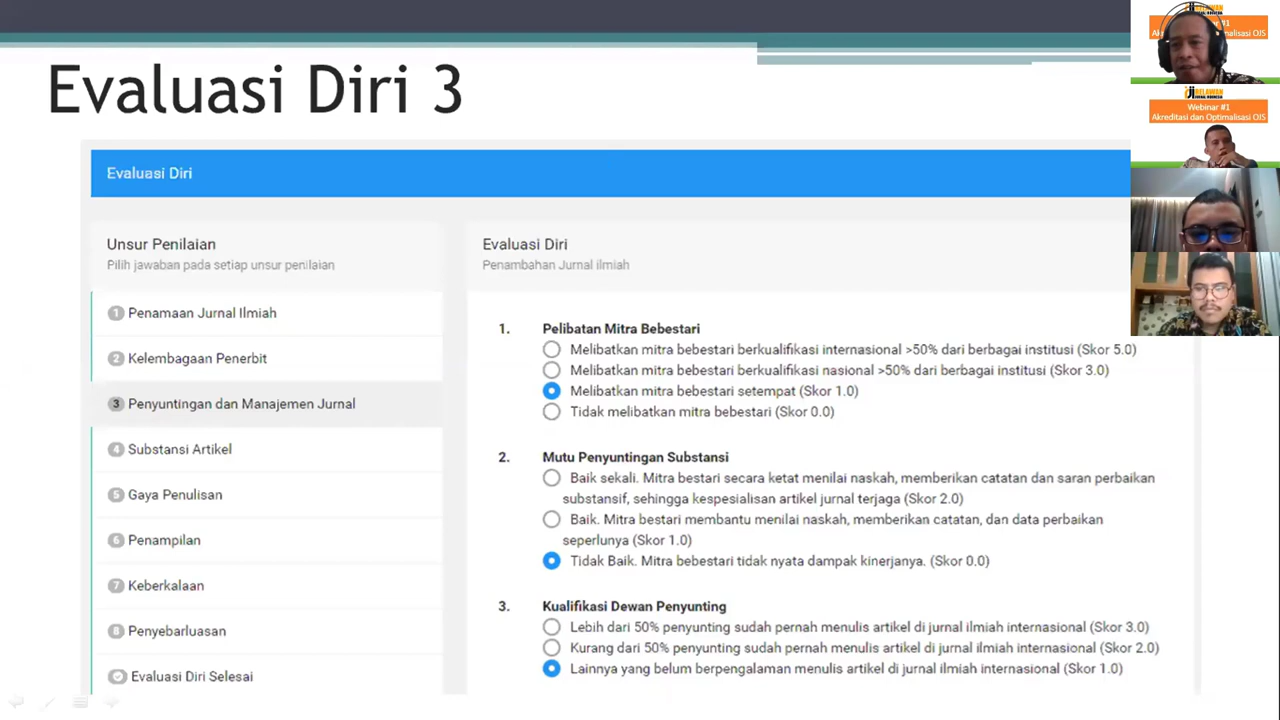 Evaluasi Diri 3
Evaluasi Diri
Unsur Penilaian
Pilih jawaban pada setiap unsur penilaian
1 Penamaan Jurnal Ilmiah
2 Kelembagaan Penerbit
3 Penyuntingan dan Manajemen Jurnal
4 Substansi Artikel
5 Gaya Penulisan
6 Penampilan
7 Keberkalaan
8 Penyebarluasan
Evaluasi Diri Selesai
Evaluasi Diri
Penambahan Jurnal ilmiah
1. Pelibatan Mitra Bebestari
Melibatkan mitra bebestari berkualifikasi internasional >50% dari berbagai institusi (Skor 5.0)
Melibatkan mitra bebestari berkualifikasi nasional >50% dari berbagai institusi (Skor 3.0)
Melibatkan mitra bebestari setempat (Skor 1.0)
Tidak melibatkan mitra bebestari (Skor 0.0)
2. Mutu Penyuntingan Substansi
Baik sekali. Mitra bestari secara ketat menilai naskah, memberikan catatan dan saran perbaikan
substansif, sehingga kespesialisan artikel jurnal terjaga (Skor 2.0)
Baik. Mitra bestari membantu menilai naskah, memberikan catatan, dan data perbaikan
seperlunya (Skor 1.0)
Tidak Baik. Mitra bebestari tidak nyata dampak kinerjanya. (Skor 0.0)
3. Kualifikasi Dewan Penyunting
Lebih dari 50% penyunting sudah pernah menulis artikel di jurnal ilmiah internasional (Skor 3.0)
Kurang dari 50% penyunting sudah pernah menulis artikel di jurnal ilmiah internasional (Skor 2.0)
Lainnya yang belum berpengalaman menulis artikel di jurnal ilmiah internasional (Skor 1.0)
RELAWAN
#1
malisasi OJS
RELAWAN
JURNAL INDONESIA
Webinar #1
Akreditasi dan Optimalisasi OJS